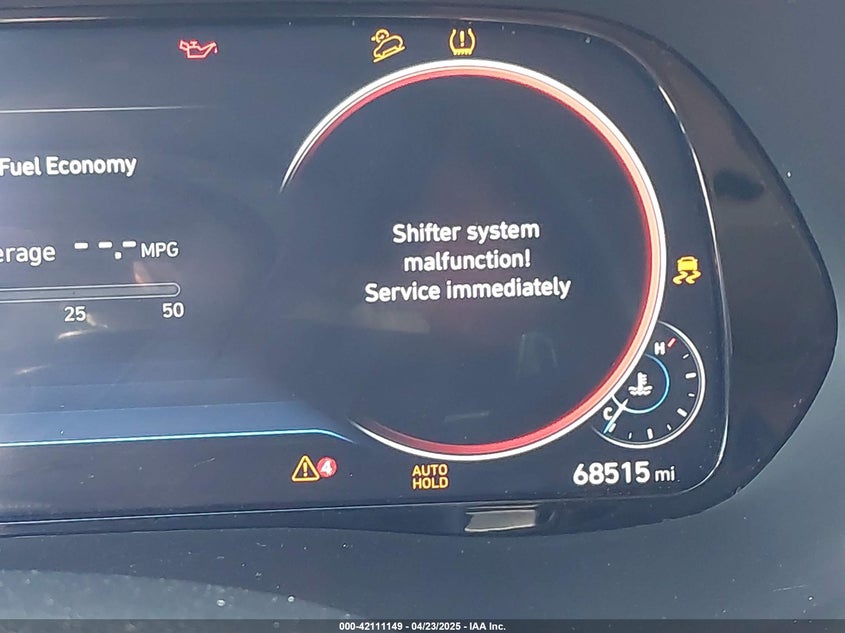 Fuel Economy
erage --.- MPG
25 50
Shifter system
malfunction!
Service immediately
H
C
4
AUTO
HOLD
68515 mi
000-42111149 - 04/23/2025 - IAA Inc.